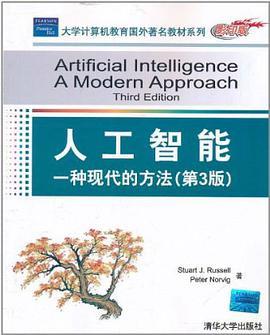 PEARSON
Prentice Hall
大学计算机教育国外著名教材系列
影印版
Artificial Intelligence
A Modern Approach
Third Edition
人工智能
一种现代的方法(第3版)
Stuart J. Russell
Peter Norvig
著
清华大学出版社